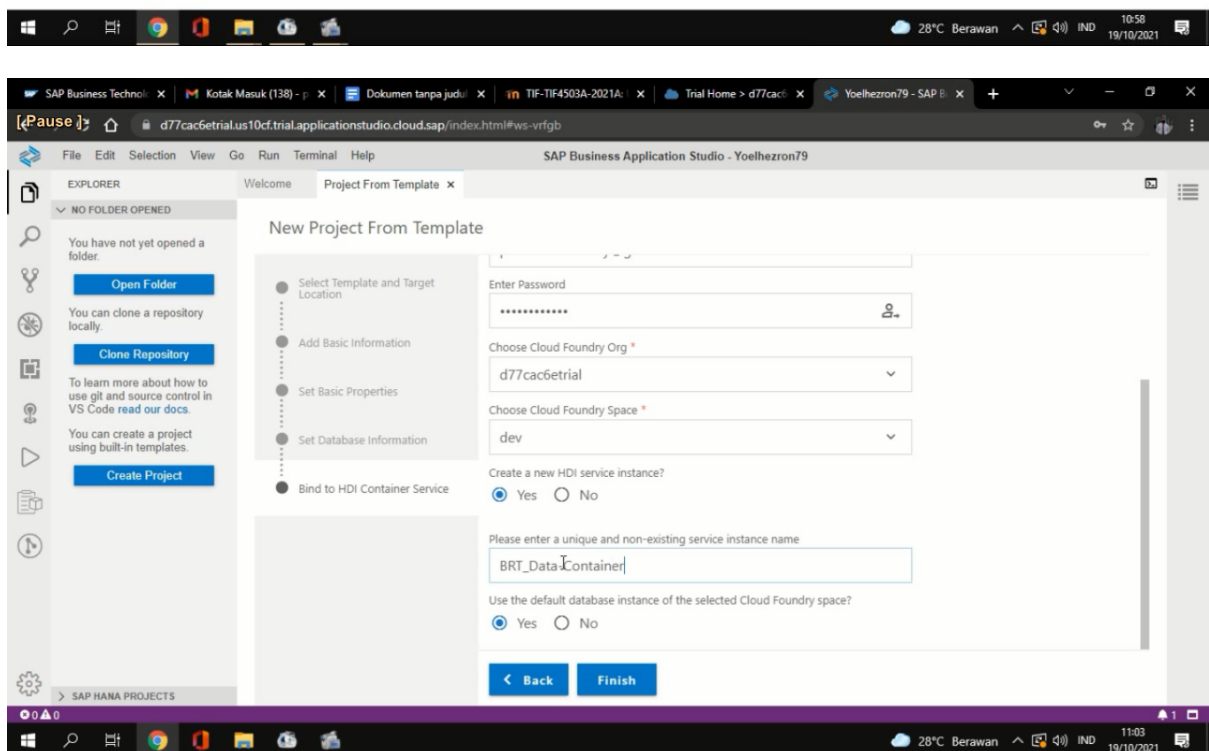 28°C Berawan
IND
10:58
19/10/2021
SAP Business Technolo
Kotak Masuk (138) - p
Dokumen tanpa judul
TIF-TIF4503A-2021A:
Trial Home > d77cac6
Yoelhezron79 - SAP B
[Pause]
d77cac6etrial.us10cf.trial.applicationstudio.cloud.sap/index.html#ws-vrfgb
File Edit Selection View Go Run Terminal Help
SAP Business Application Studio - Yoelhezron79
EXPLORER
Welcome
Project From Template
NO FOLDER OPENED
You have not yet opened a
folder.
Open Folder
You can clone a repository
locally.
Clone Repository
To learn more about how to
use git and source control in
VS Code read our docs.
You can create a project
using built-in templates.
Create Project
SAP HANA PROJECTS
New Project From Template
Select Template and Target
Location
Add Basic Information
Set Basic Properties
Set Database Information
Bind to HDI Container Service
Enter Password
••••••••••••
Choose Cloud Foundry Org *
d77cac6etrial
Choose Cloud Foundry Space *
dev
Create a new HDI service instance?
Yes No
Please enter a unique and non-existing service instance name
BRT_Data-Container
Use the default database instance of the selected Cloud Foundry space?
Yes No
< Back
Finish
0 0
1
28°C Berawan
IND
11:03
19/10/2021